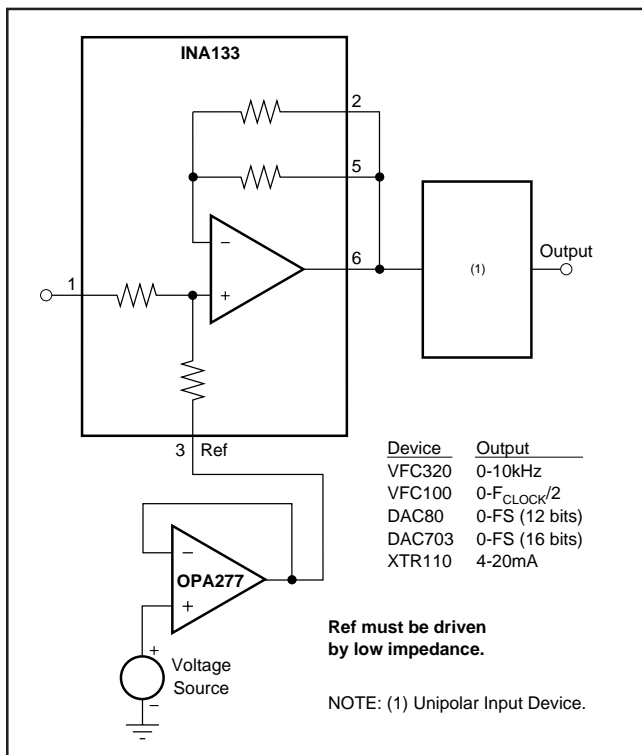 INA133
2
5
−
6
Output
1
+
(1)
3 Ref
Device Output
VFC320 0-10kHz
VFC100 0-FCLOCK/2
DAC80 0-FS (12 bits)
DAC703 0-FS (16 bits)
XTR110 4-20mA
−
OPA277
+
Ref must be driven
by low impedance.
+
Voltage
Source
−
NOTE: (1) Unipolar Input Device.